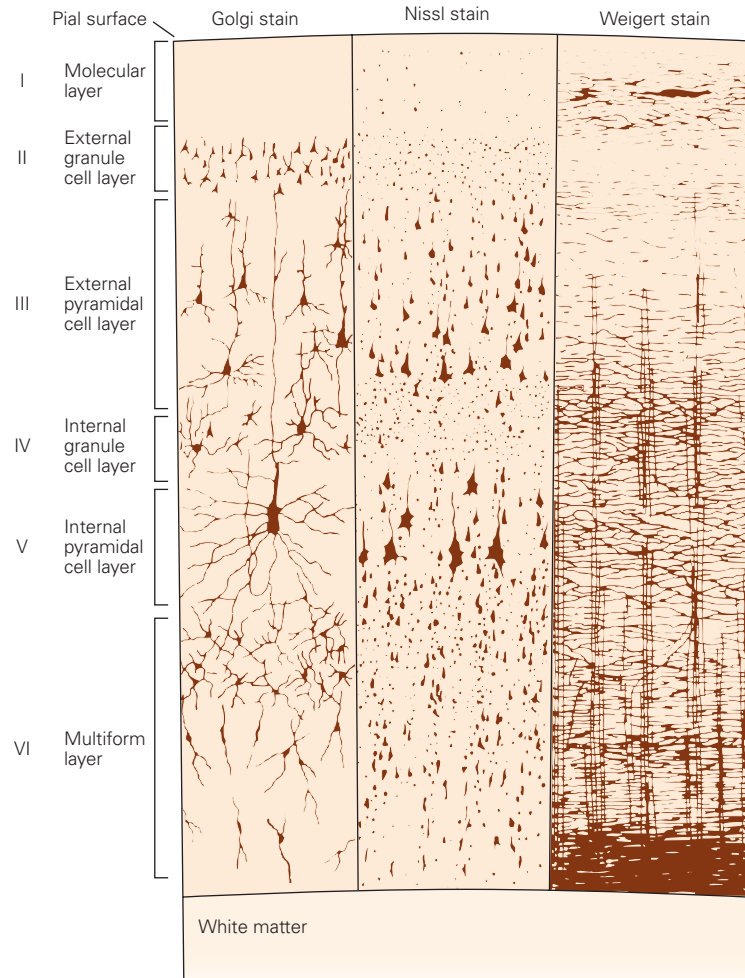 Pial surface
Golgi stain
Nissl stain
Weigert stain
I
Molecular
layer
II
External
granule
cell layer
III
External
pyramidal
cell layer
IV
Internal
granule
cell layer
V
Internal
pyramidal
cell layer
VI
Multiform
layer
White matter